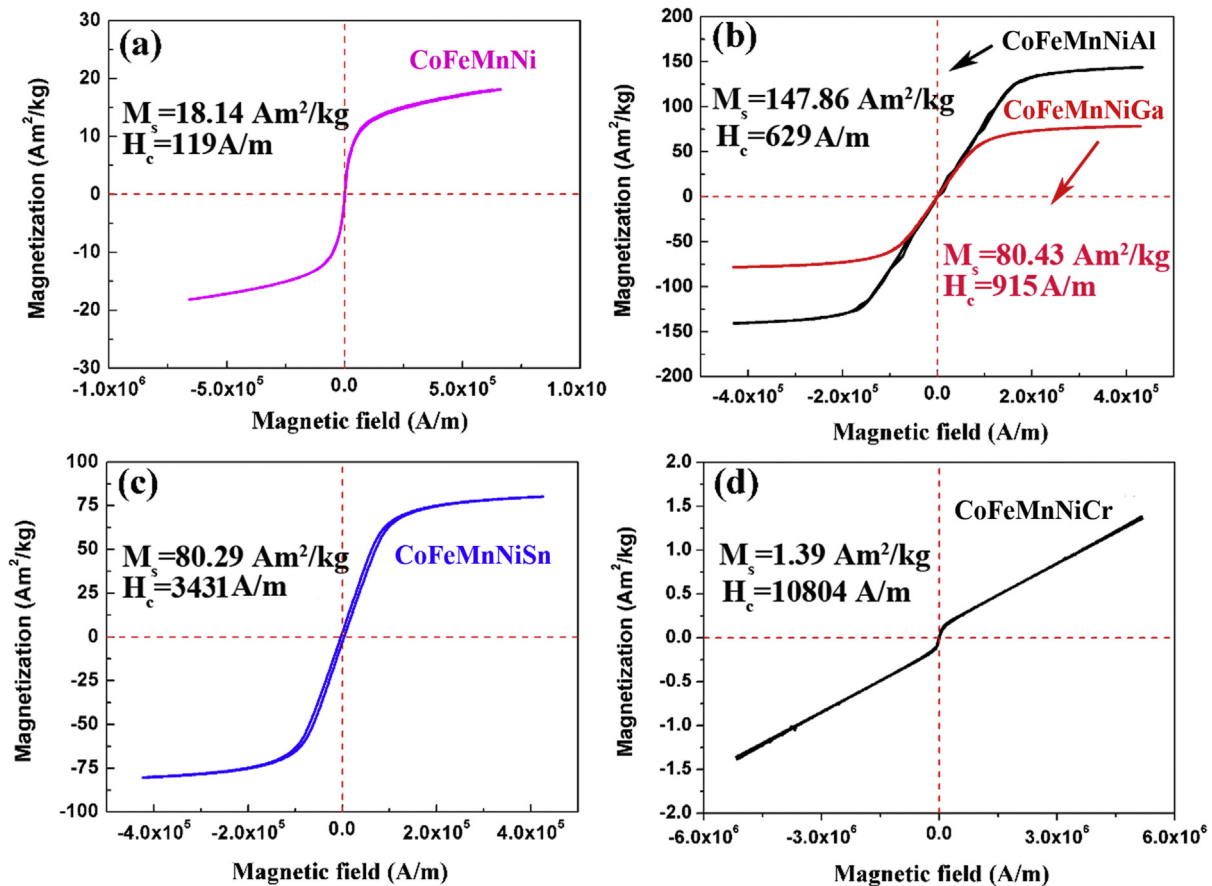 (a)
CoFeMnNi
Mₛ=18.14 Am²/kg
H꜀=119A/m
30
20
10
0
-10
-20
-30
Magnetization (Am²/kg)
-1.0x10⁶
-5.0x10⁵
0.0
5.0x10⁵
1.0x10
Magnetic field (A/m)
(b)
CoFeMnNiAl
Mₛ=147.86 Am²/kg
H꜀=629A/m
CoFeMnNiGa
Mₛ=80.43 Am²/kg
H꜀=915A/m
200
150
100
50
0
-50
-100
-150
-200
Magnetization (Am²/kg)
-4.0x10⁵
-2.0x10⁵
0.0
2.0x10⁵
4.0x10⁵
Magnetic field (A/m)
(c)
Mₛ=80.29 Am²/kg
H꜀=3431A/m
CoFeMnNiSn
100
75
50
25
0
-25
-50
-75
-100
Magnetization (Am²/kg)
-4.0x10⁵
-2.0x10⁵
0.0
2.0x10⁵
4.0x10⁵
Magnetic field (A/m)
(d)
CoFeMnNiCr
Mₛ=1.39 Am²/kg
H꜀=10804 A/m
2.0
1.5
1.0
0.5
0.0
-0.5
-1.0
-1.5
-2.0
Magnetization (Am²/kg)
-6.0x10⁶
-3.0x10⁶
0.0
3.0x10⁶
6.0x10⁶
Magnetic field (A/m)